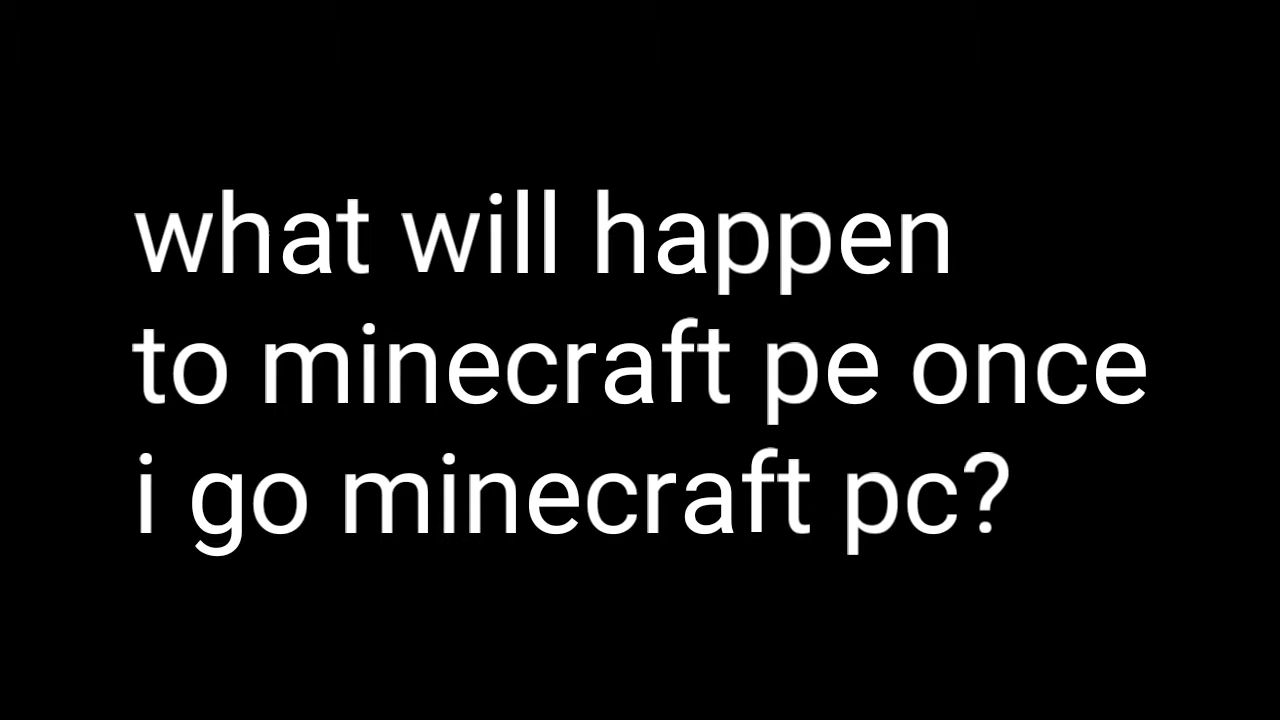 what will happen
to minecraft pe once
i go minecraft pc?